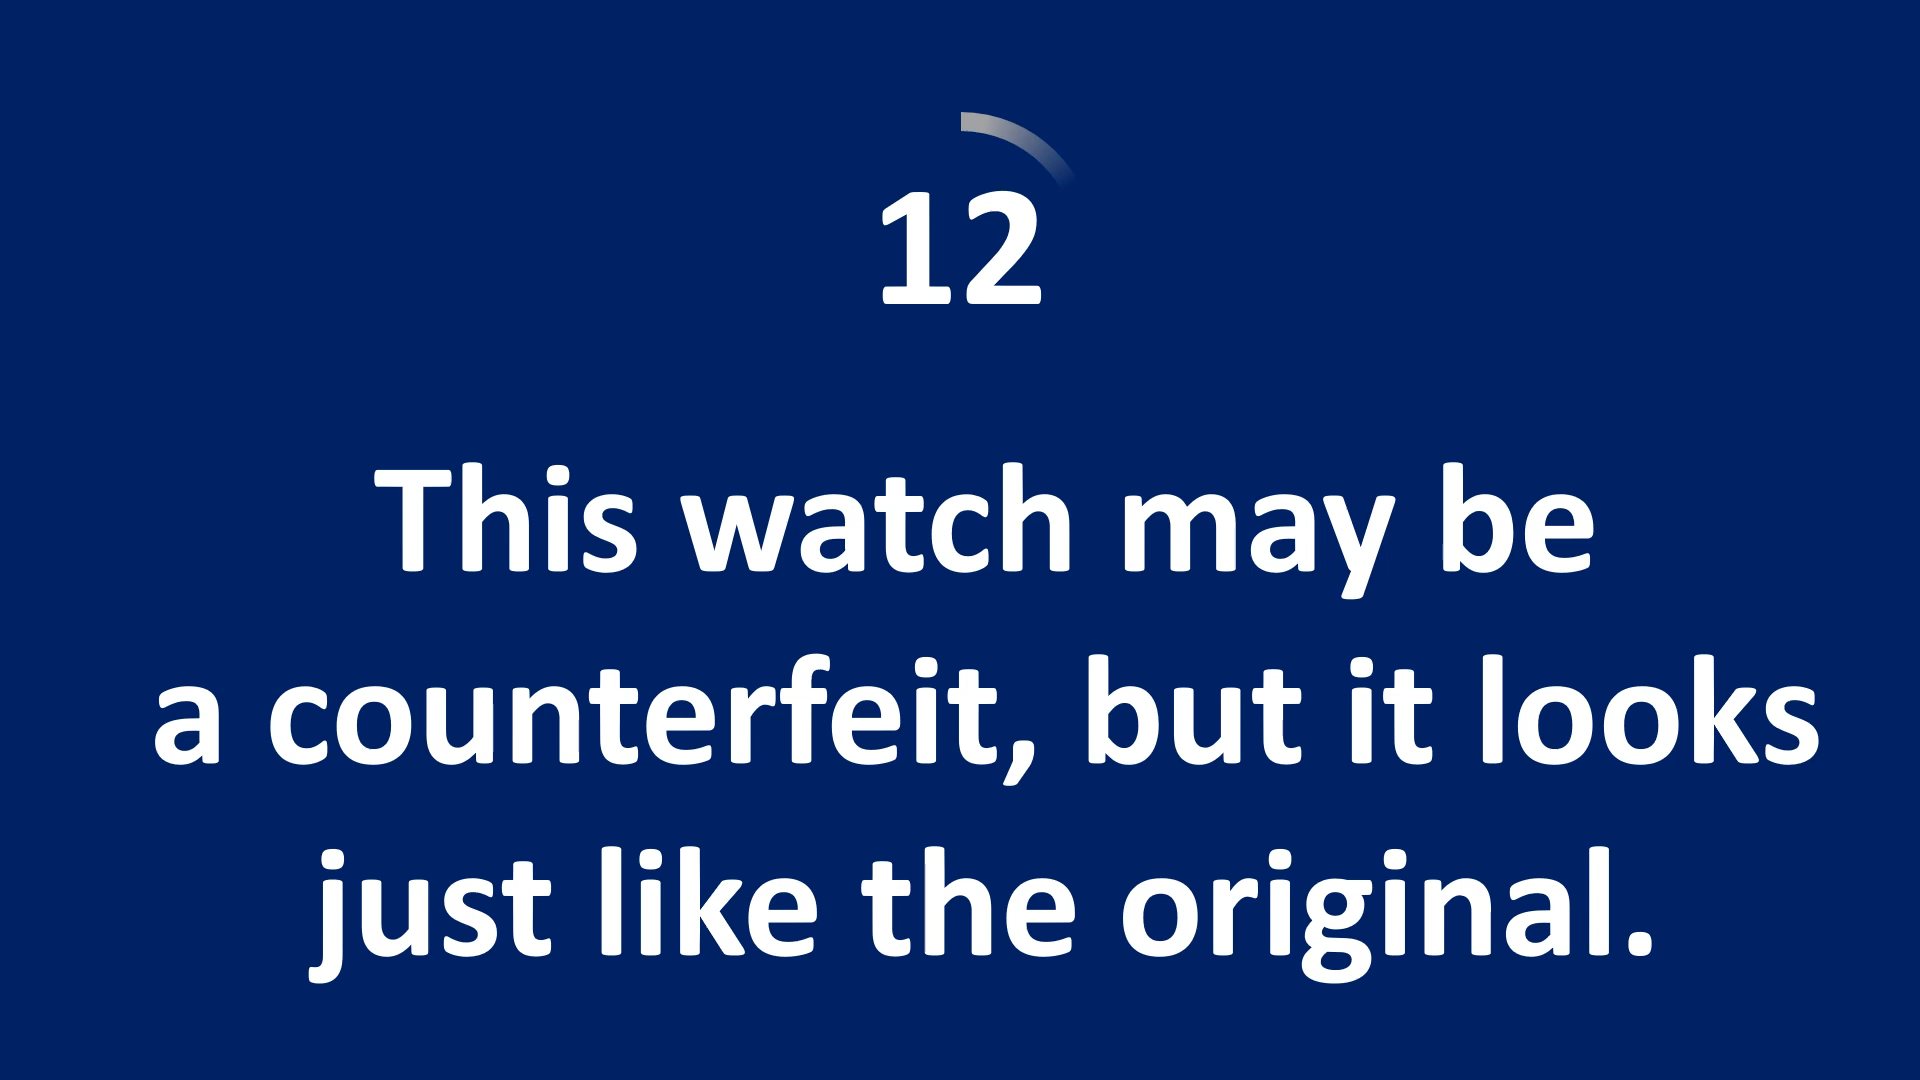 12
This watch may be
a counterfeit, but it looks
just like the original.